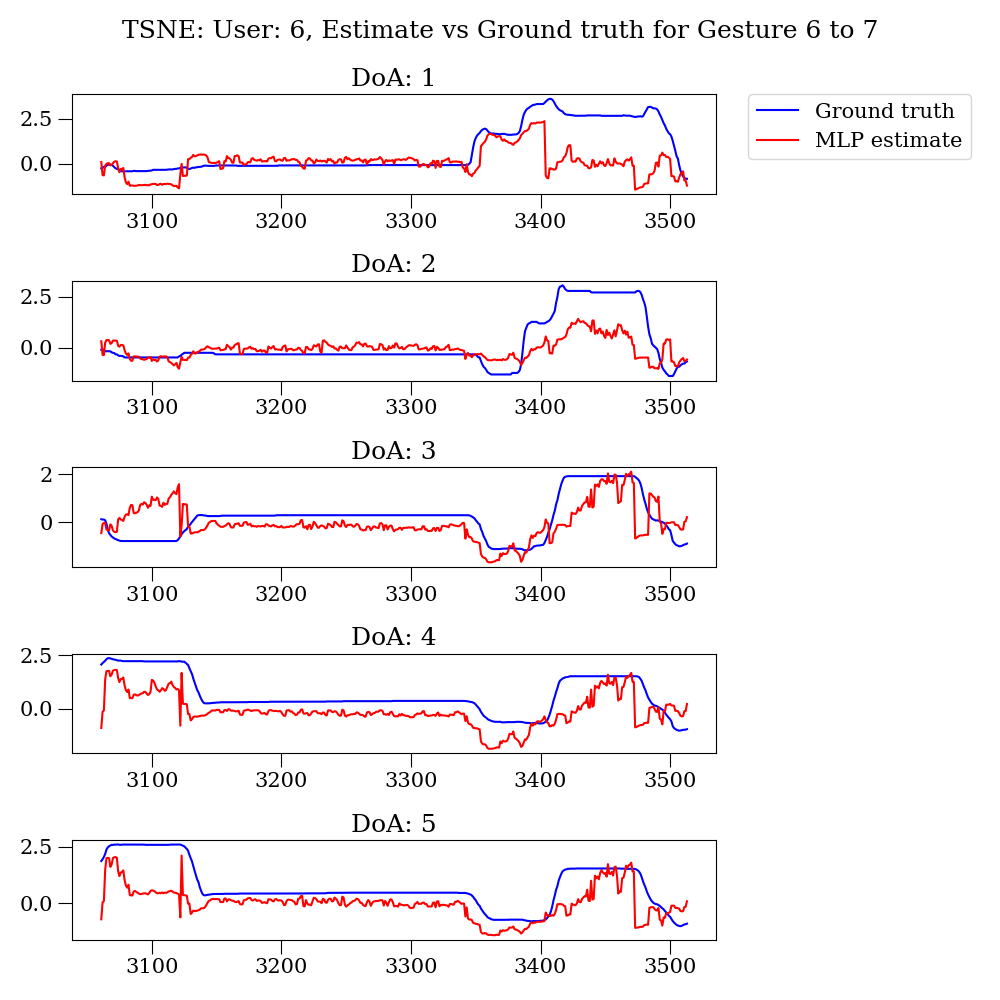 TSNE: User: 6, Estimate vs Ground truth for Gesture 6 to 7
DoA: 1
Ground truth
MLP estimate
2.5
0.0
3100 3200 3300 3400 3500
DoA: 2
2.5
0.0
3100 3200 3300 3400 3500
DoA: 3
2
0
3100 3200 3300 3400 3500
DoA: 4
2.5
0.0
3100 3200 3300 3400 3500
DoA: 5
2.5
0.0
3100 3200 3300 3400 3500